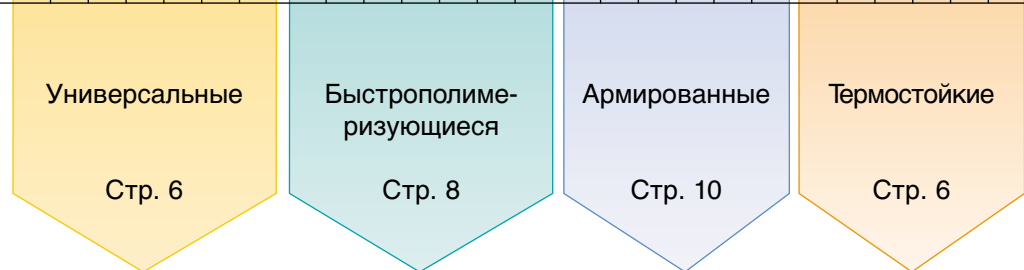 Универсальные
Стр. 6
Быстрополиме-
ризующиеся
Стр. 8
Армированные
Стр. 10
Термостойкие
Стр. 6